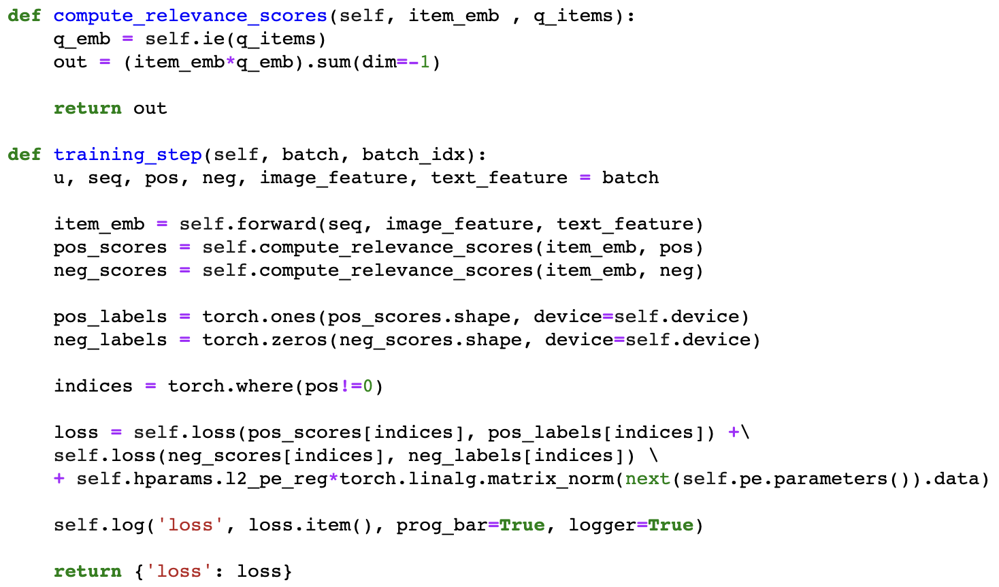 def compute_relevance_scores(self, item_emb , q_items):
    q_emb = self.ie(q_items)
    out = (item_emb*q_emb).sum(dim=-1)

    return out

def training_step(self, batch, batch_idx):
    u, seq, pos, neg, image_feature, text_feature = batch

    item_emb = self.forward(seq, image_feature, text_feature)
    pos_scores = self.compute_relevance_scores(item_emb, pos)
    neg_scores = self.compute_relevance_scores(item_emb, neg)

    pos_labels = torch.ones(pos_scores.shape, device=self.device)
    neg_labels = torch.zeros(neg_scores.shape, device=self.device)

    indices = torch.where(pos!=0)

    loss = self.loss(pos_scores[indices], pos_labels[indices]) +\
    self.loss(neg_scores[indices], neg_labels[indices]) \
    + self.hparams.l2_pe_reg*torch.linalg.matrix_norm(next(self.pe.parameters()).data)

    self.log('loss', loss.item(), prog_bar=True, logger=True)

    return {'loss': loss}